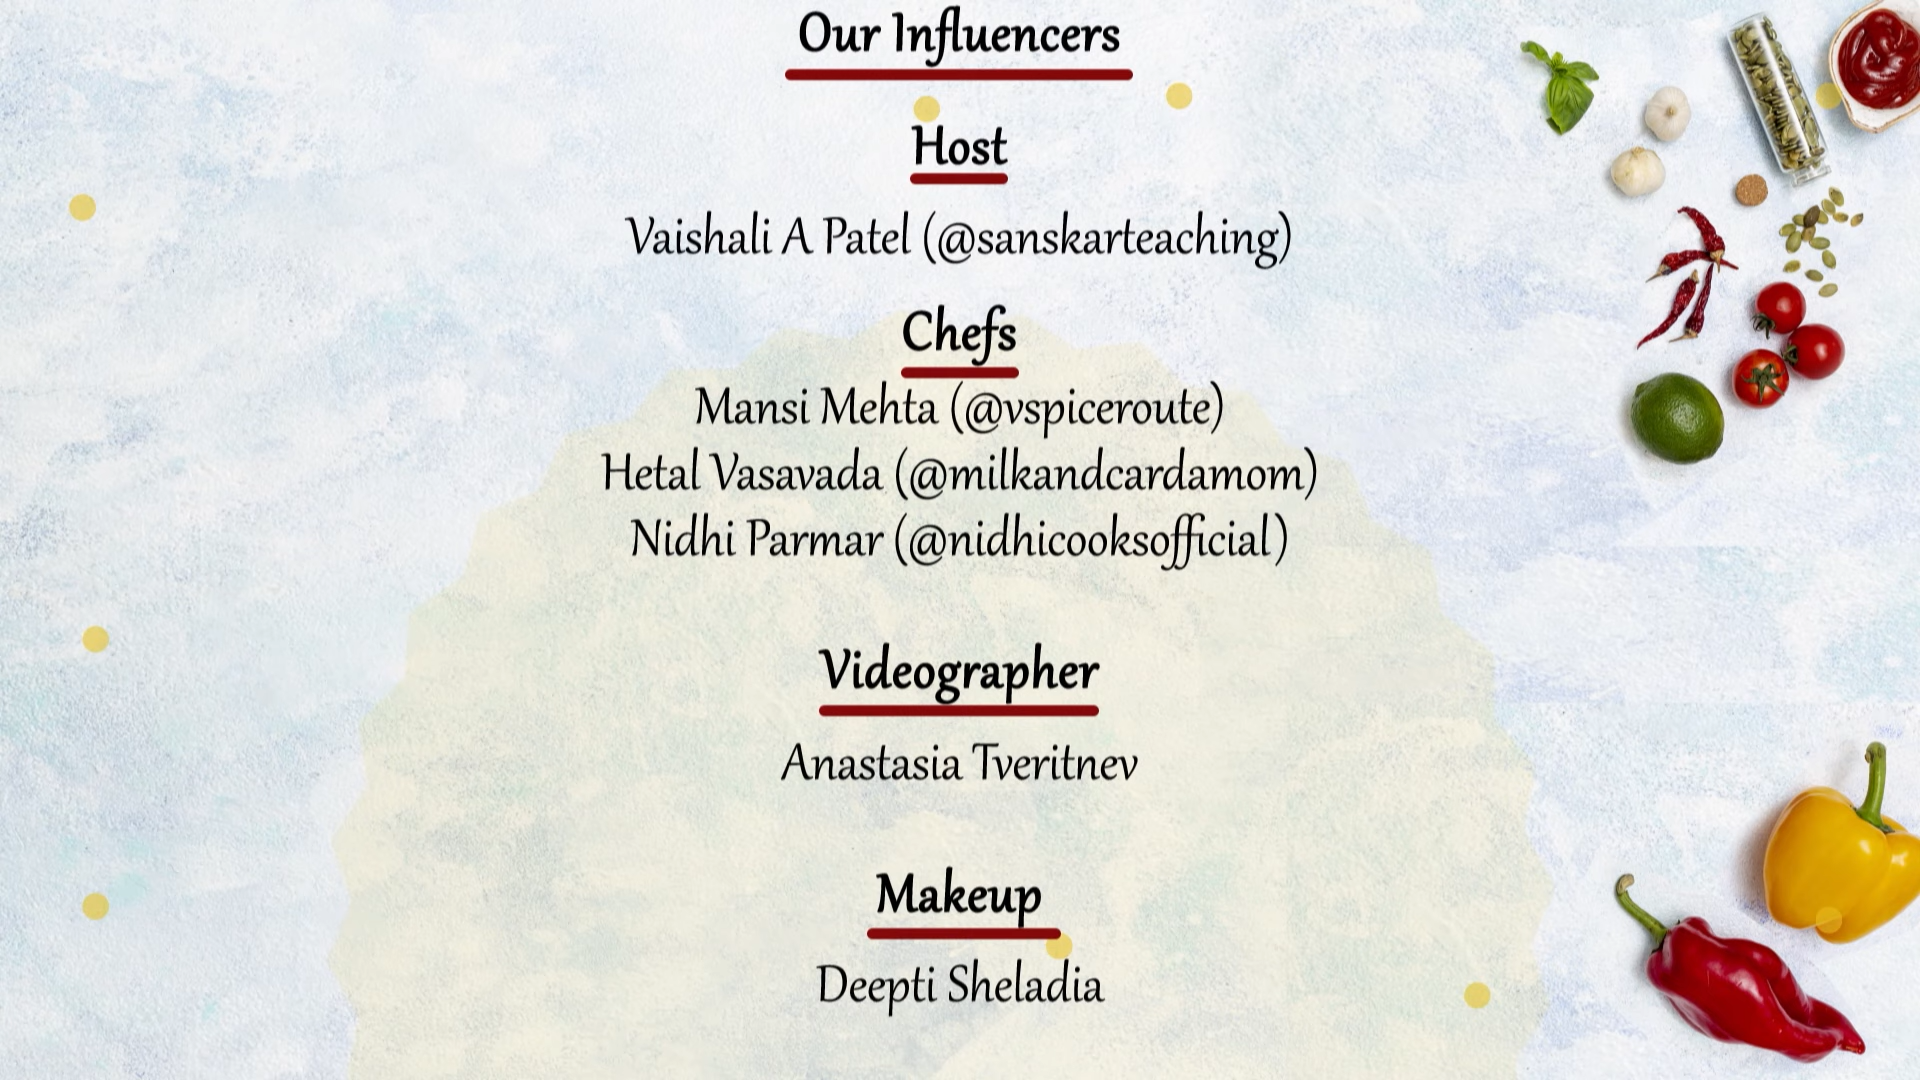 Our Influencers
Host
Vaishali A Patel (@sanskarteaching)
Chefs
Mansi Mehta (@vspiceroute)
Hetal Vasavada (@milkandcardamom)
Nidhi Parmar (@nidhicooksofficial)
Videographer
Anastasia Tveritnev
Makeup
Deepti Sheladia